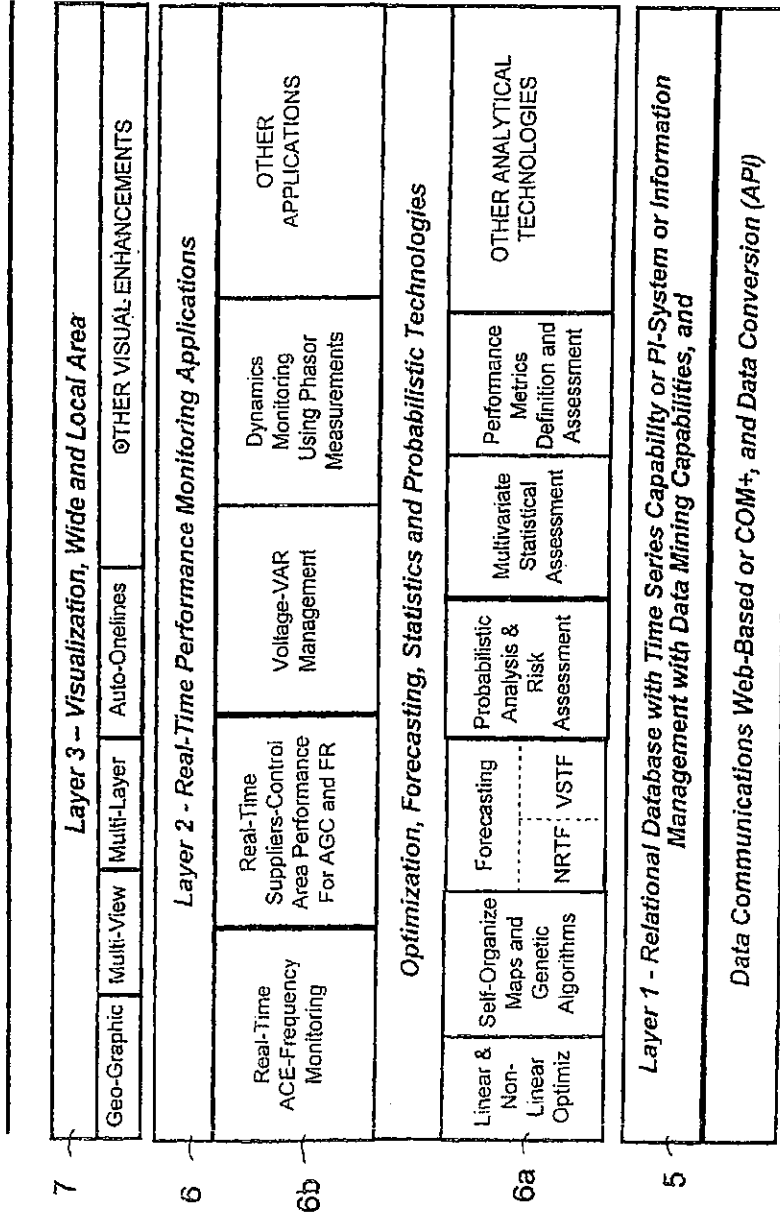 7
Layer 3 – Visualization, Wide and Local Area
Geo-Graphic
Multi-View
Multi-Layer
Auto-Onelines
OTHER VISUAL ENHANCEMENTS
6
Layer 2 - Real-Time Performance Monitoring Applications
6b
Real-Time
ACE-Frequency
Monitoring
Real-Time
Suppliers-Control
Area Performance
For AGC and FR
Voltage-VAR
Management
Dynamics
Monitoring
Using Phasor
Measurements
OTHER
APPLICATIONS
Optimization, Forecasting, Statistics and Probabilistic Technologies
6a
Linear &
Non-
Linear
Optimiz
Self-Organize
Maps and
Genetic
Algorithms
Forecasting
NRTF
VSTF
Probabilistic
Analysis &
Risk
Assessment
Multivariate
Statistical
Assessment
Performance
Metrics
Definition and
Assessment
OTHER ANALYTICAL
TECHNOLOGIES
5
Layer 1 - Relational Database with Time Series Capability or PI-System or Information
Management with Data Mining Capabilities, and
Data Communications Web-Based or COM+, and Data Conversion (API)